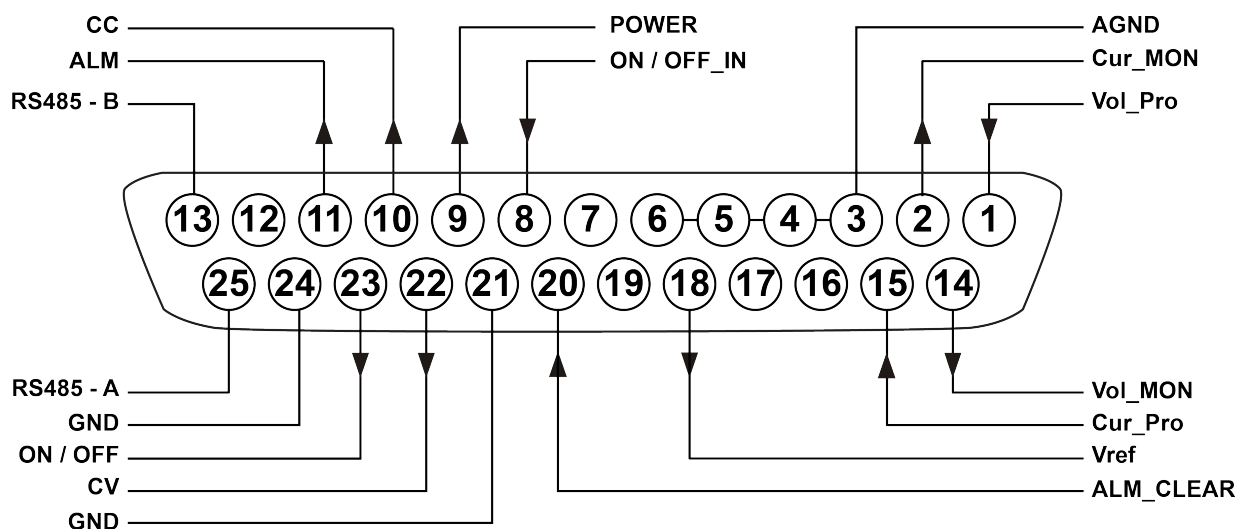 CC
POWER
AGND
ALM
ON / OFF_IN
Cur_MON
RS485 - B
Vol_Pro
13 12 11 10 9 8 7 6 5 4 3 2 1
25 24 23 22 21 20 19 18 17 16 15 14
RS485 - A
Vol_MON
GND
Cur_Pro
ON / OFF
Vref
CV
ALM_CLEAR
GND